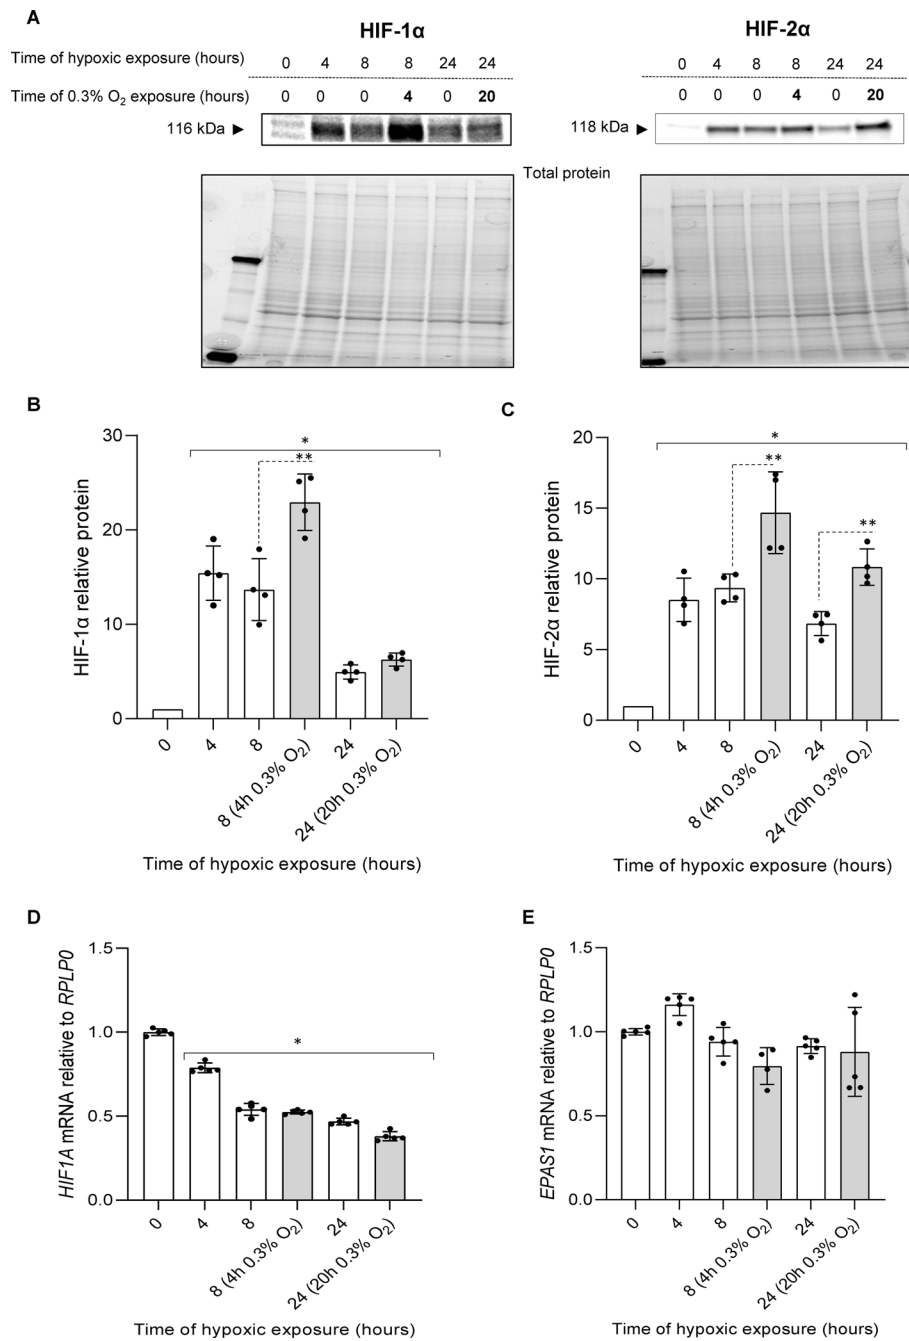 A
HIF-1α
HIF-2α
Time of hypoxic exposure (hours) 0 4 8 8 24 24
0 4 8 8 24 24
Time of 0.3% O₂ exposure (hours) 0 0 0 4 0 20
0 0 0 4 0 20
116 kDa
118 kDa
Total protein
B
30
20
10
0
HIF-1α relative protein
*
**
0
4
8
8 (4h 0.3% O₂)
24
24 (20h 0.3% O₂)
Time of hypoxic exposure (hours)
C
20
15
10
5
0
HIF-2α relative protein
*
**
**
0
4
8
8 (4h 0.3% O₂)
24
24 (20h 0.3% O₂)
Time of hypoxic exposure (hours)
D
1.5
1.0
0.5
0.0
HIF1A mRNA relative to RPLP0
*
0
4
8
8 (4h 0.3% O₂)
24
24 (20h 0.3% O₂)
Time of hypoxic exposure (hours)
E
1.5
1.0
0.5
0.0
EPAS1 mRNA relative to RPLP0
0
4
8
8 (4h 0.3% O₂)
24
24 (20h 0.3% O₂)
Time of hypoxic exposure (hours)